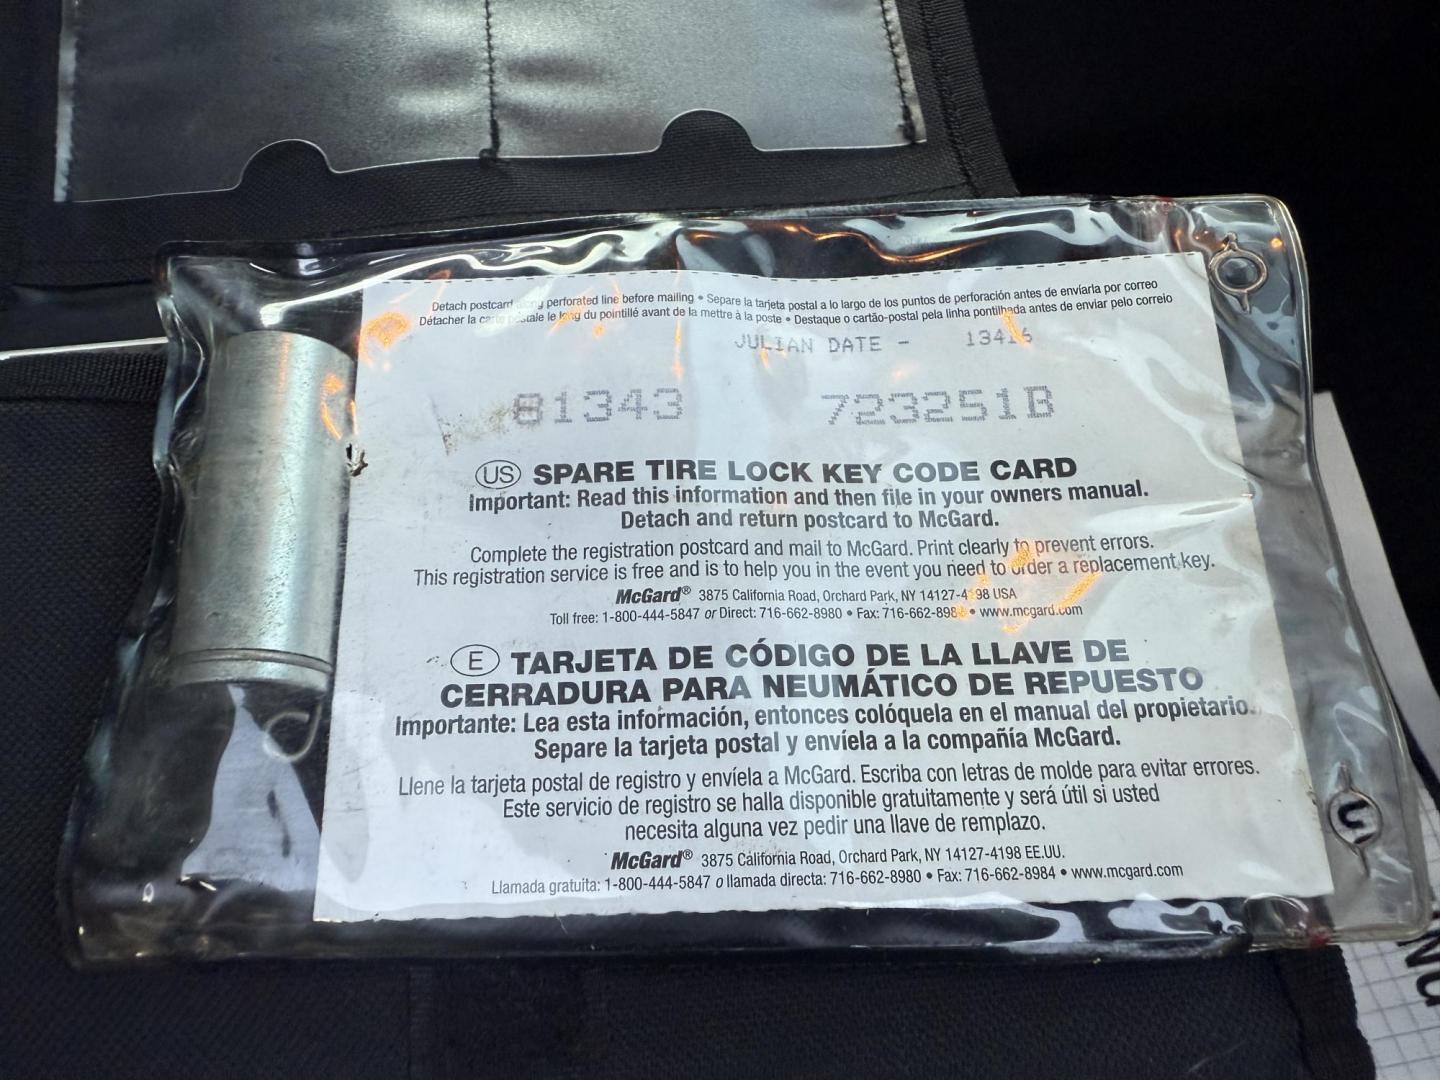 Detach postcard along perforated line before mailing • Separe la tarjeta postal a lo largo de los puntos de perforación antes de enviarla por correo
Détacher la carte postale le long du pointillé avant de la mettre à la poste • Destaque o cartão-postal pela linha pontilhada antes de enviar pelo correio
JULIAN DATE - 13416
81343 723251B
US SPARE TIRE LOCK KEY CODE CARD
Important: Read this information and then file in your owners manual.
Detach and return postcard to McGard.
Complete the registration postcard and mail to McGard. Print clearly to prevent errors.
This registration service is free and is to help you in the event you need to order a replacement key.
McGard® 3875 California Road, Orchard Park, NY 14127-4198 USA
Toll free: 1-800-444-5847 or Direct: 716-662-8980 • Fax: 716-662-8984 • www.mcgard.com
E TARJETA DE CÓDIGO DE LA LLAVE DE
CERRADURA PARA NEUMÁTICO DE REPUESTO
Importante: Lea esta información, entonces colóquela en el manual del propietario.
Separe la tarjeta postal y envíela a la compañía McGard.
Llene la tarjeta postal de registro y envíela a McGard. Escriba con letras de molde para evitar errores.
Este servicio de registro se halla disponible gratuitamente y será útil si usted
necesita alguna vez pedir una llave de remplazo.
McGard® 3875 California Road, Orchard Park, NY 14127-4198 EE.UU.
Llamada gratuita: 1-800-444-5847 o llamada directa: 716-662-8980 • Fax: 716-662-8984 • www.mcgard.com